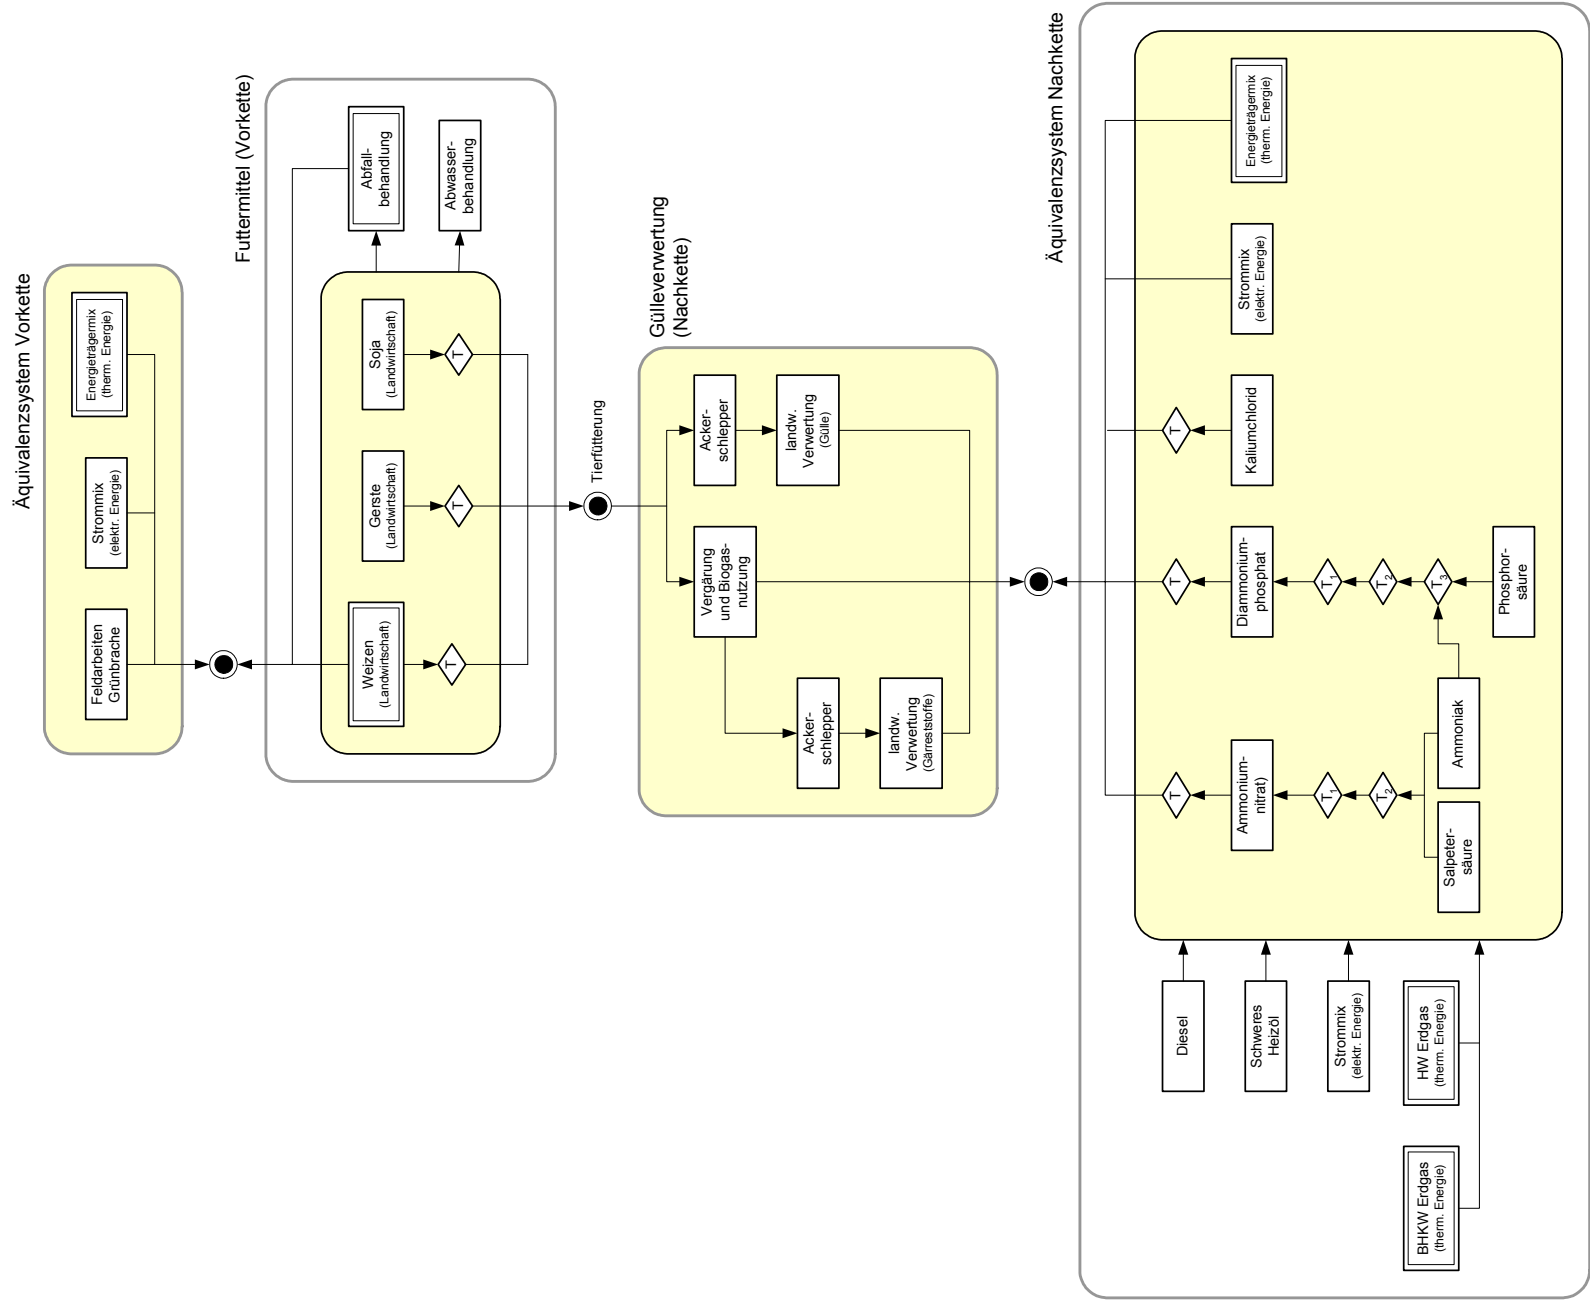 Äquivalenzsystem Vorkette
Feldarbeiten
Grünbrache
Strommix
(elektr. Energie)
Energieträgermix
(therm. Energie)
Futtermittel (Vorkette)
Weizen
(Landwirtschaft)
T
Gerste
(Landwirtschaft)
T
Soja
(Landwirtschaft)
T
Abfall-
behandlung
Abwasser-
behandlung
Tierfütterung
Gülleverwertung
(Nachkette)
Vergärung
und Biogas-
nutzung
Acker-
schlepper
landw.
Verwertung
(Gülle)
Acker-
schlepper
landw.
Verwertung
(Gärreststoffe)
Äquivalenzsystem Nachkette
T
Ammonium-
nitrat)
T1
T2
Salpeter-
säure
Ammoniak
T
Diammonium-
phosphat
T1
T2
T3
Phosphor-
säure
T
Kaliumchlorid
Strommix
(elektr. Energie)
Energieträgermix
(therm. Energie)
Diesel
Schweres
Heizöl
Strommix
(elektr. Energie)
HW Erdgas
(therm. Energie)
BHKW Erdgas
(therm. Energie)